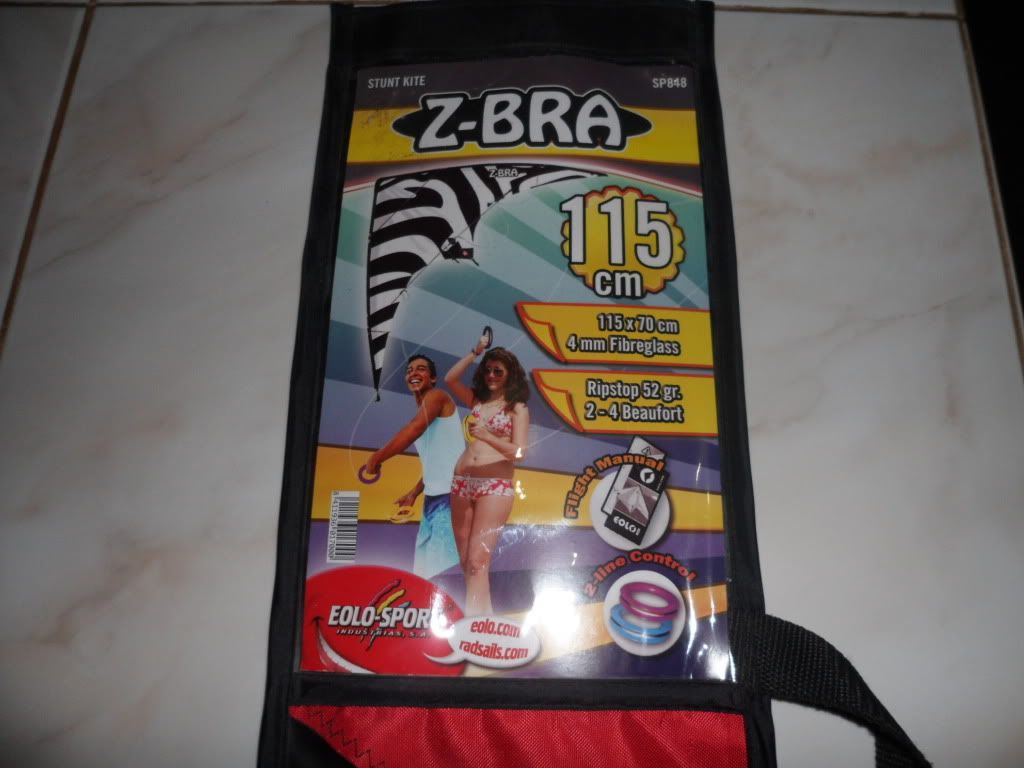 STUNT KITE
SP848
Z-BRA
Z-BRA
115
cm
115 x 70 cm
4 mm Fibreglass
Ripstop 52 gr.
2 - 4 Beaufort
Flight Manual
EOLO
2-line Control
EOLO-SPORT
INDUSTRIAS, S.A.
eolo.com
radsails.com